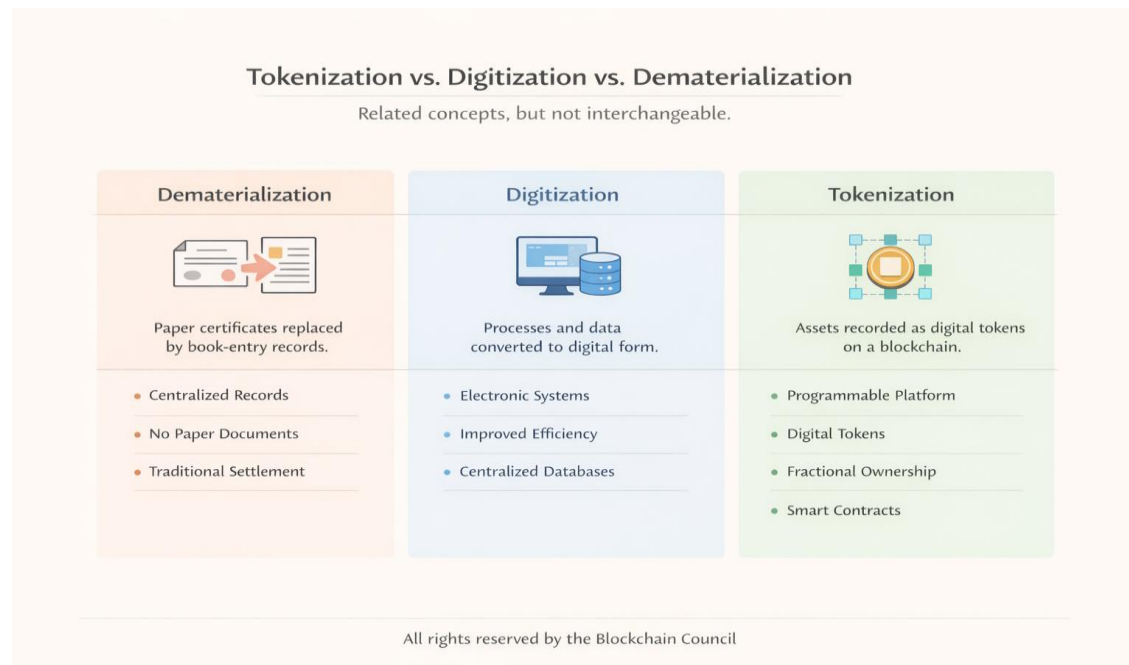 Tokenization vs. Digitization vs. Dematerialization
Related concepts, but not interchangeable.
Dematerialization
Paper certificates replaced
by book-entry records.
• Centralized Records
• No Paper Documents
• Traditional Settlement
Digitization
Processes and data
converted to digital form.
• Electronic Systems
• Improved Efficiency
• Centralized Databases
Tokenization
Assets recorded as digital tokens
on a blockchain.
• Programmable Platform
• Digital Tokens
• Fractional Ownership
• Smart Contracts
All rights reserved by the Blockchain Council